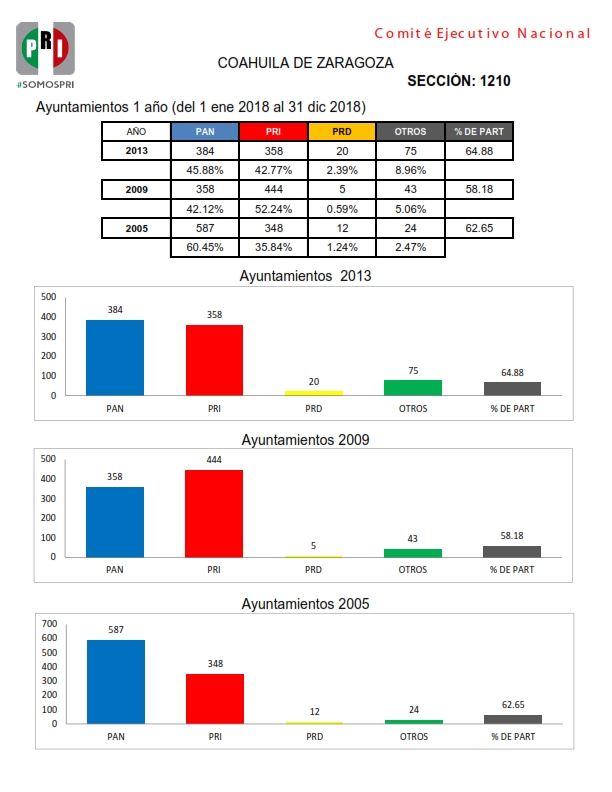 Comité Ejecutivo Nacional
PRI
#SOMOSPRI
COAHUILA DE ZARAGOZA
SECCIÓN: 1210
Ayuntamientos 1 año (del 1 ene 2018 al 31 dic 2018)
AÑO PAN PRI PRD OTROS % DE PART
2013 384 358 20 75 64.88
45.88% 42.77% 2.39% 8.96%
2009 358 444 5 43 58.18
42.12% 52.24% 0.59% 5.06%
2005 587 348 12 24 62.65
60.45% 35.84% 1.24% 2.47%
Ayuntamientos 2013
500
400
300
200
100
0
384 358 20 75 64.88
PAN PRI PRD OTROS % DE PART
Ayuntamientos 2009
500
400
300
200
100
0
358 444 5 43 58.18
PAN PRI PRD OTROS % DE PART
Ayuntamientos 2005
700
600
500
400
300
200
100
0
587 348 12 24 62.65
PAN PRI PRD OTROS % DE PART